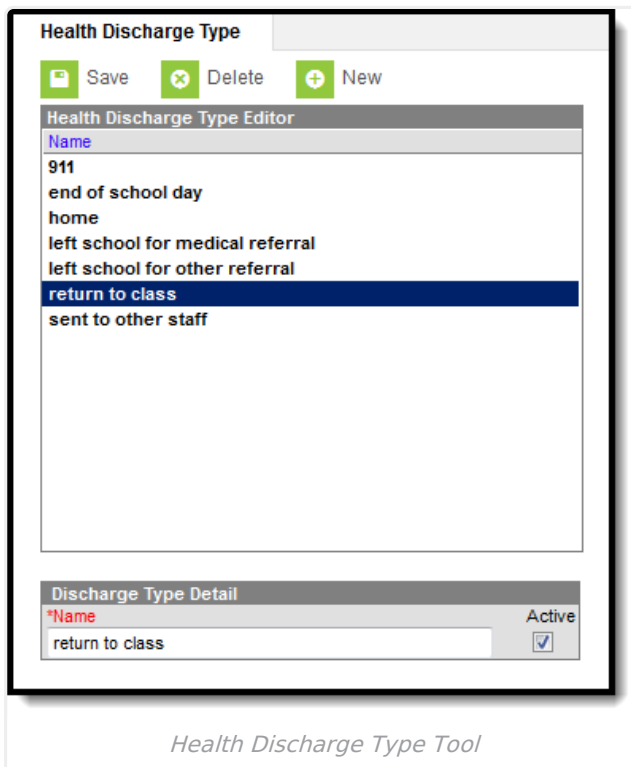 Health Discharge Type
Save Delete New
Health Discharge Type Editor
Name
911
end of school day
home
left school for medical referral
left school for other referral
return to class
sent to other staff
Discharge Type Detail
*Name Active
return to class
Health Discharge Type Tool